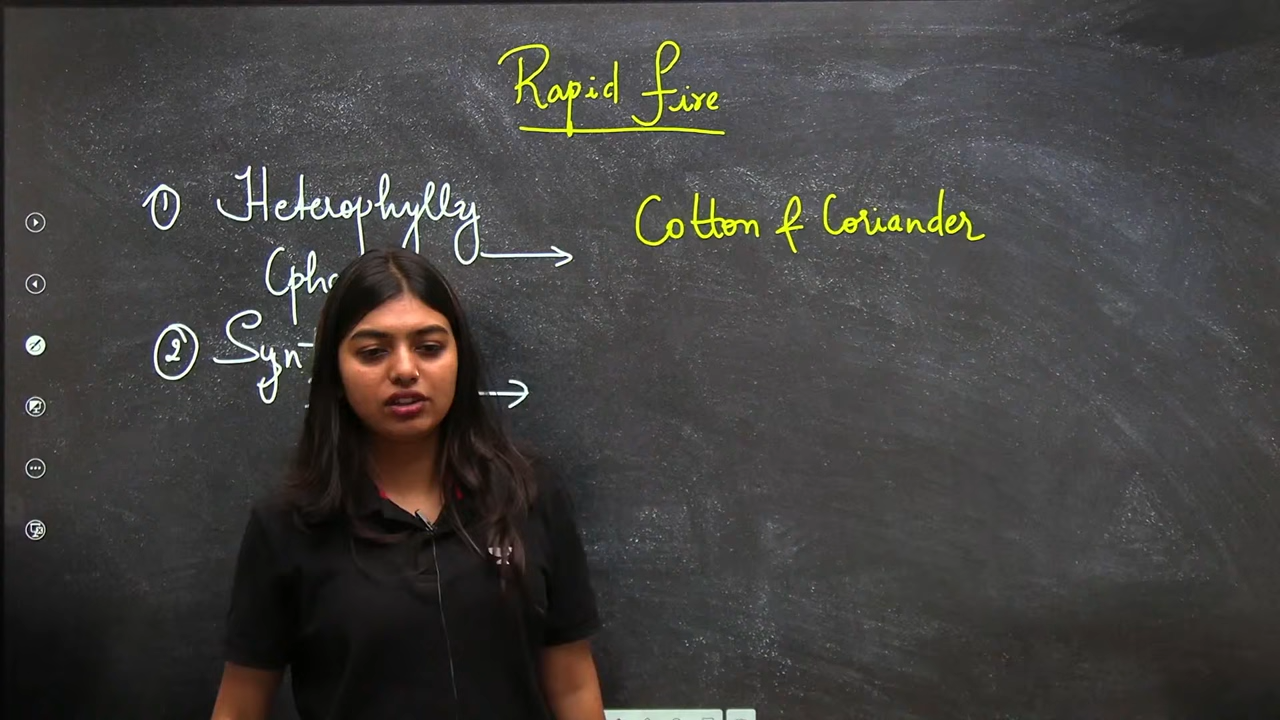 Rapid fire
① Heterophylly → Cotton & Coriander
②